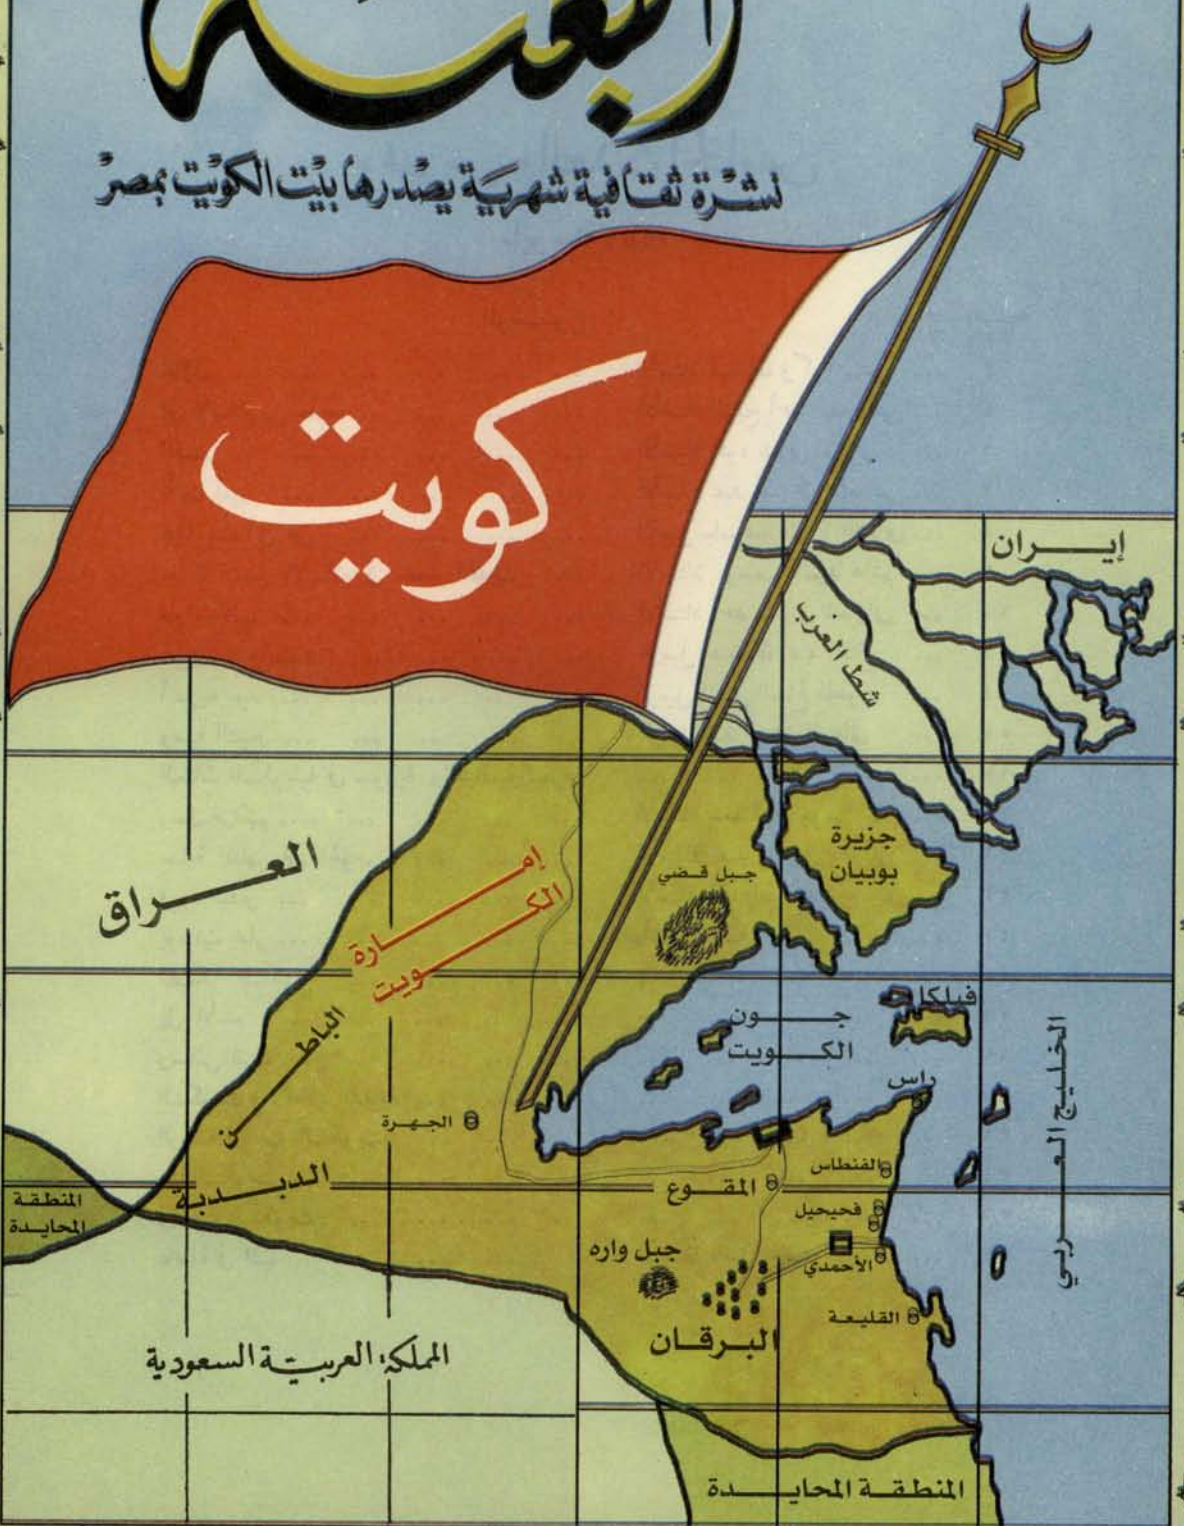 البعثة
نشرة ثقافية شهرية يصدرها بيت الكويت بمصر
كويت
إيران
شط العرب
جزيرة
بوبيان
جبل قضي
العراق
إمارة
الكويت
الباطن
فيلكا
جون
الكويت
الخليج العربي
راس
الجهرة
الفنطاس
الدبدبة
المقوع
المنطقة
المحايدة
فحيحيل
جبل واره
الأحمدي
القليعة
البرقان
المملكة العربية السعودية
المنطقة المحايدة